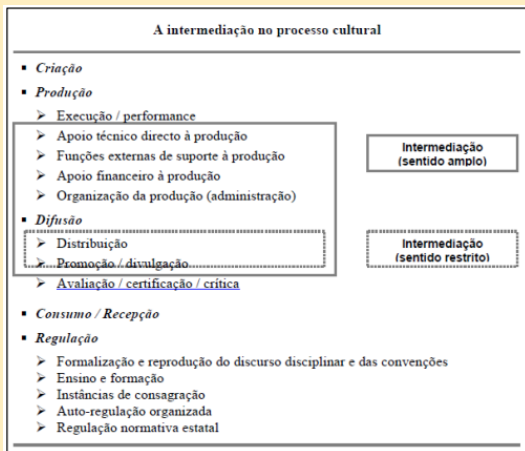 A intermediação no processo cultural
▪ Criação
▪ Produção
➢ Execução / performance
➢ Apoio técnico directo à produção
➢ Funções externas de suporte à produção
➢ Apoio financeiro à produção
➢ Organização da produção (administração)
Intermediação
(sentido amplo)
▪ Difusão
➢ Distribuição
➢ Promoção / divulgação
Intermediação
(sentido restrito)
➢ Avaliação / certificação / crítica
▪ Consumo / Recepção
▪ Regulação
➢ Formalização e reprodução do discurso disciplinar e das convenções
➢ Ensino e formação
➢ Instâncias de consagração
➢ Auto-regulação organizada
➢ Regulação normativa estatal